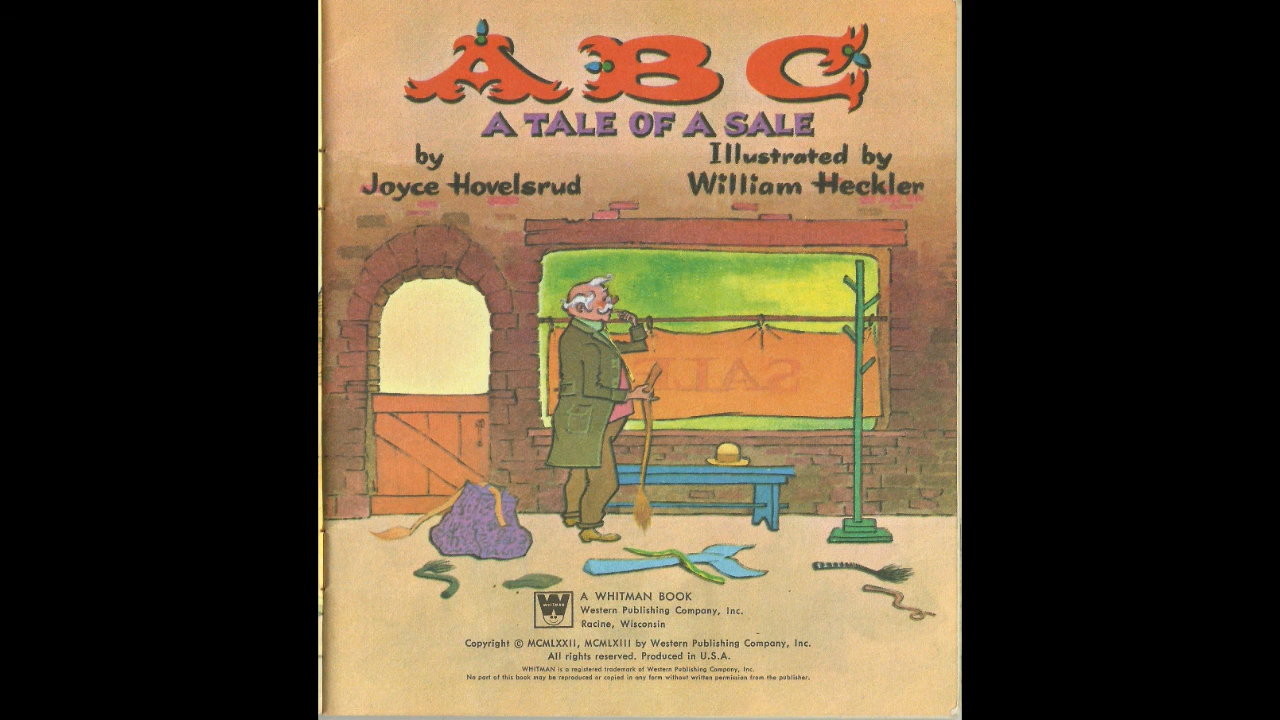 ABC
A TALE OF A SALE
by
Joyce Hovelsrud
Illustrated by
William Heckler
SALE
WHITMAN
A WHITMAN BOOK
Western Publishing Company, Inc.
Racine, Wisconsin
Copyright © MCMLXXII, MCMLXIII by Western Publishing Company, Inc.
All rights reserved. Produced in U.S.A.
WHITMAN is a registered trademark of Western Publishing Company, Inc.
No part of this book may be reproduced or copied in any form without written permission from the publisher.